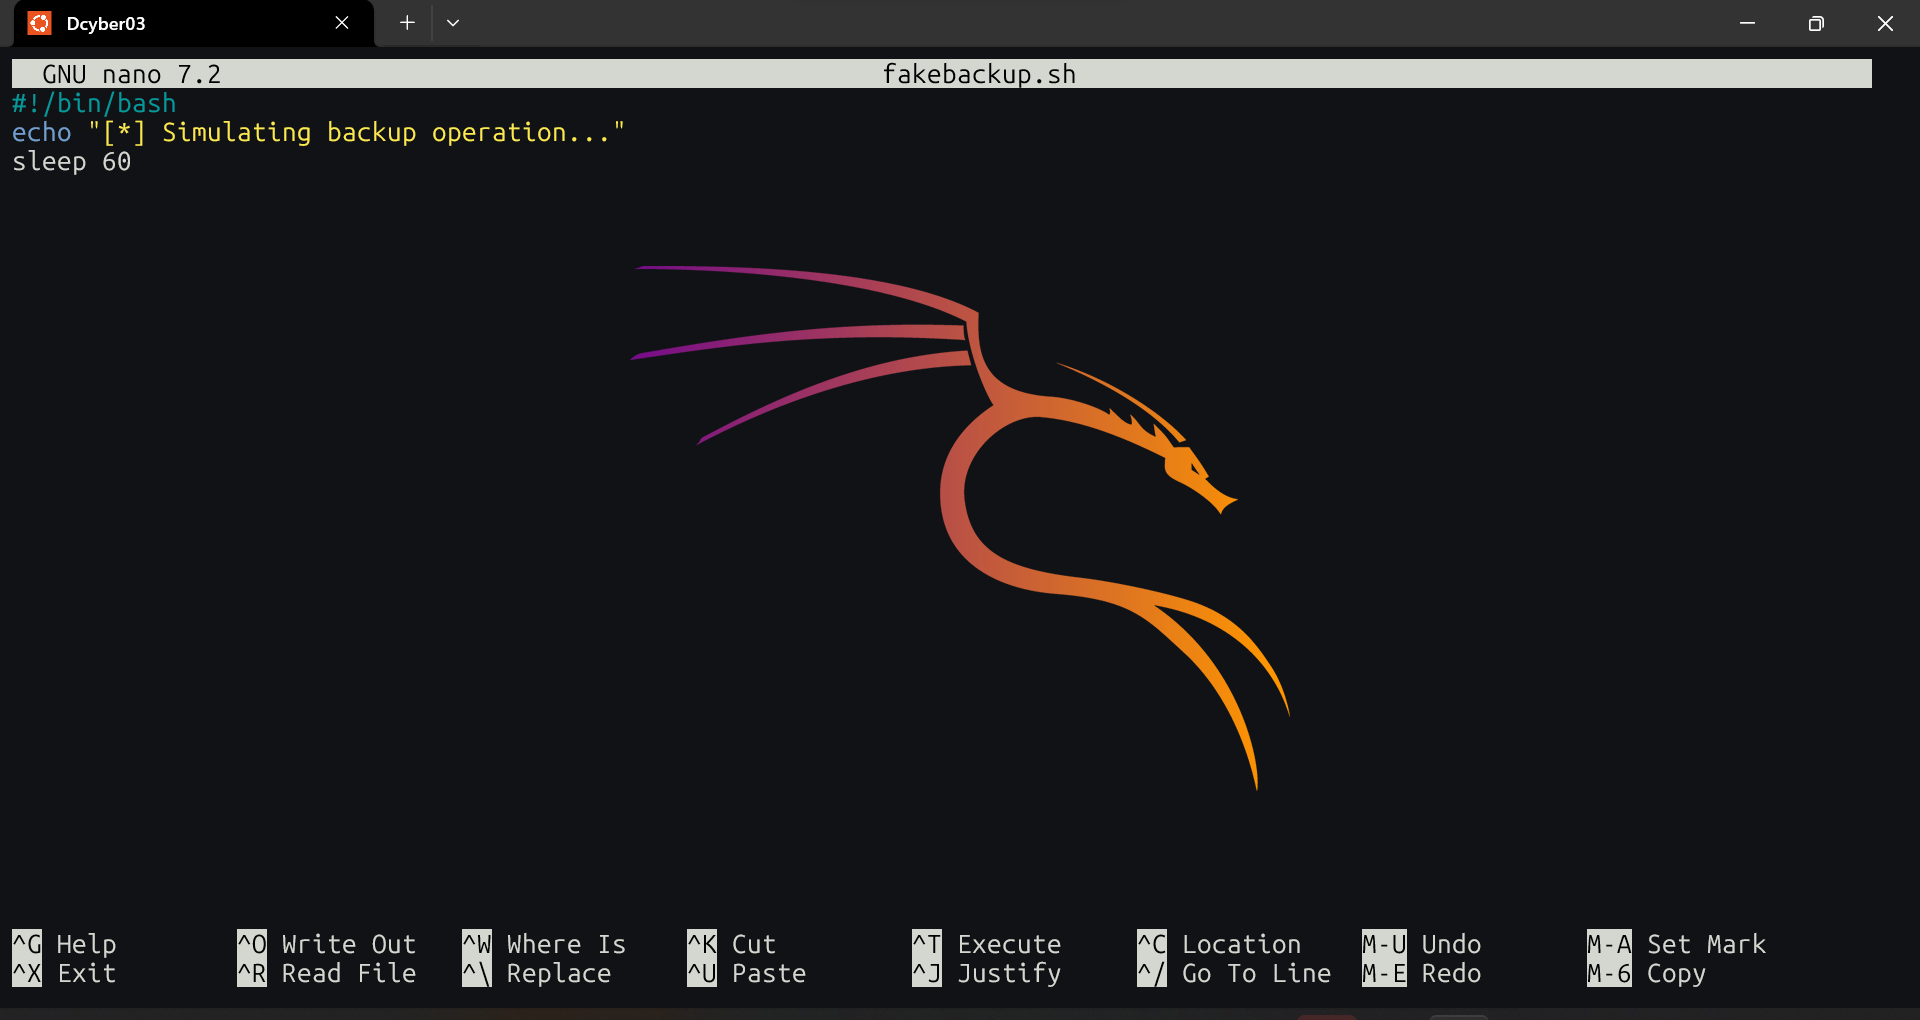 Dcyber03
GNU nano 7.2 fakebackup.sh
#!/bin/bash
echo "[*] Simulating backup operation..."
sleep 60
^G Help ^O Write Out ^W Where Is ^K Cut ^T Execute ^C Location M-U Undo M-A Set Mark
^X Exit ^R Read File ^\ Replace ^U Paste ^J Justify ^/ Go To Line M-E Redo M-6 Copy